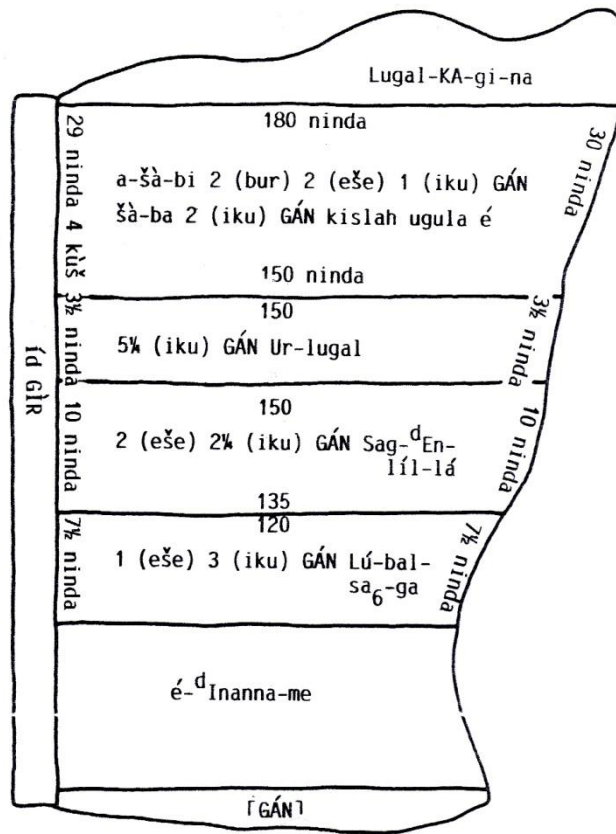 Lugal-KA-gi-na
180 ninda
29 ninda 4 kùš
30 ninda
a-šà-bi 2 (bur) 2 (eše) 1 (iku) GÁN
šà-ba 2 (iku) GÁN kislah ugula é
150 ninda
150
3½ ninda
3½ ninda
5¼ (iku) GÁN Ur-lugal
íd GÌR
150
10 ninda
10 ninda
2 (eše) 2¼ (iku) GÁN Sag-ᵈEn-
líl-lá
135
120
7½ ninda
7½ ninda
1 (eše) 3 (iku) GÁN Lú-bal-
sa₆-ga
é-ᵈInanna-me
⸢GÁN⸣